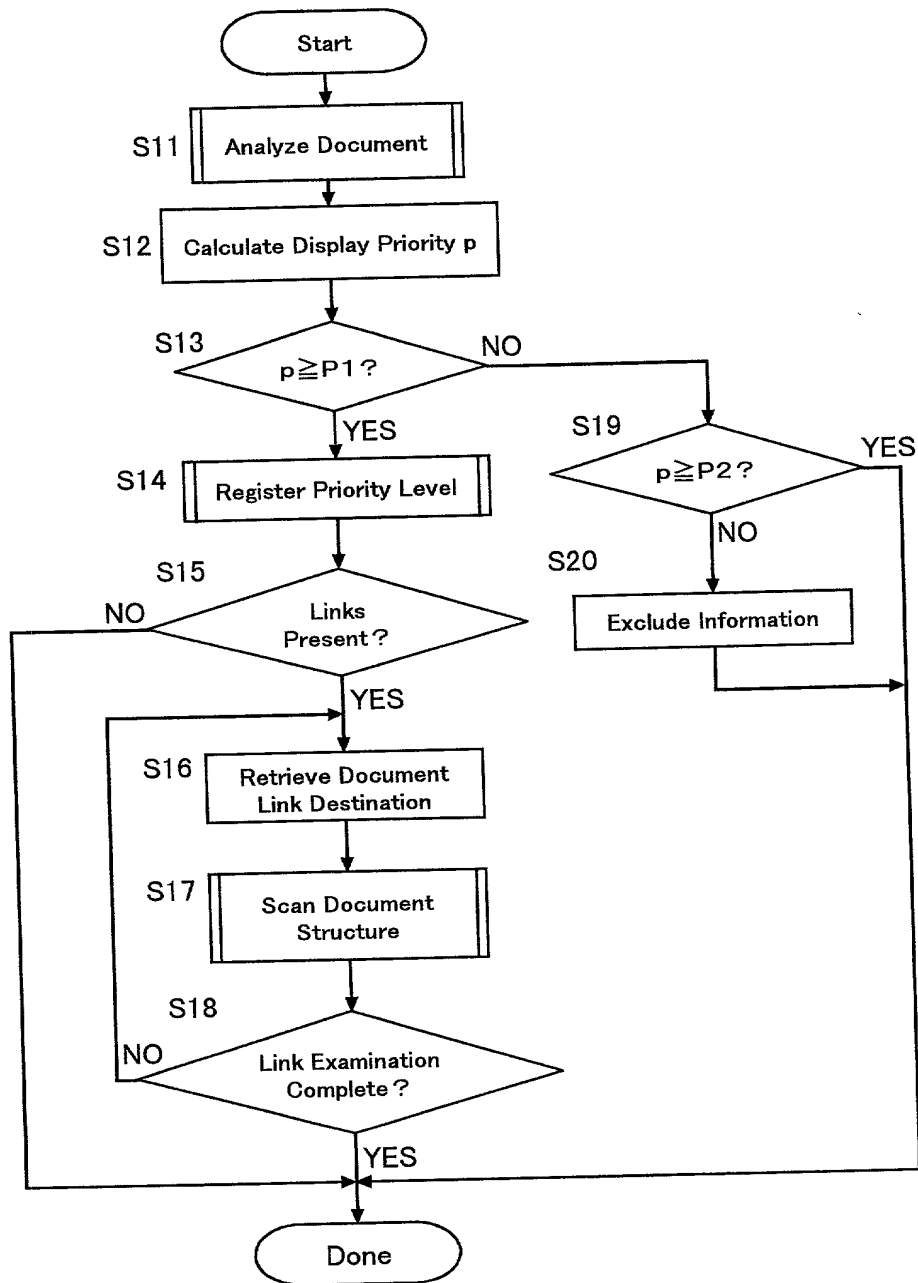 Start
S11
Analyze Document
S12
Calculate Display Priority p
S13
p≧P1?
NO
YES
S14
Register Priority Level
S15
Links
Present?
NO
YES
S16
Retrieve Document
Link Destination
S17
Scan Document
Structure
S18
Link Examination
Complete?
NO
YES
Done
S19
p≧P2?
YES
NO
S20
Exclude Information